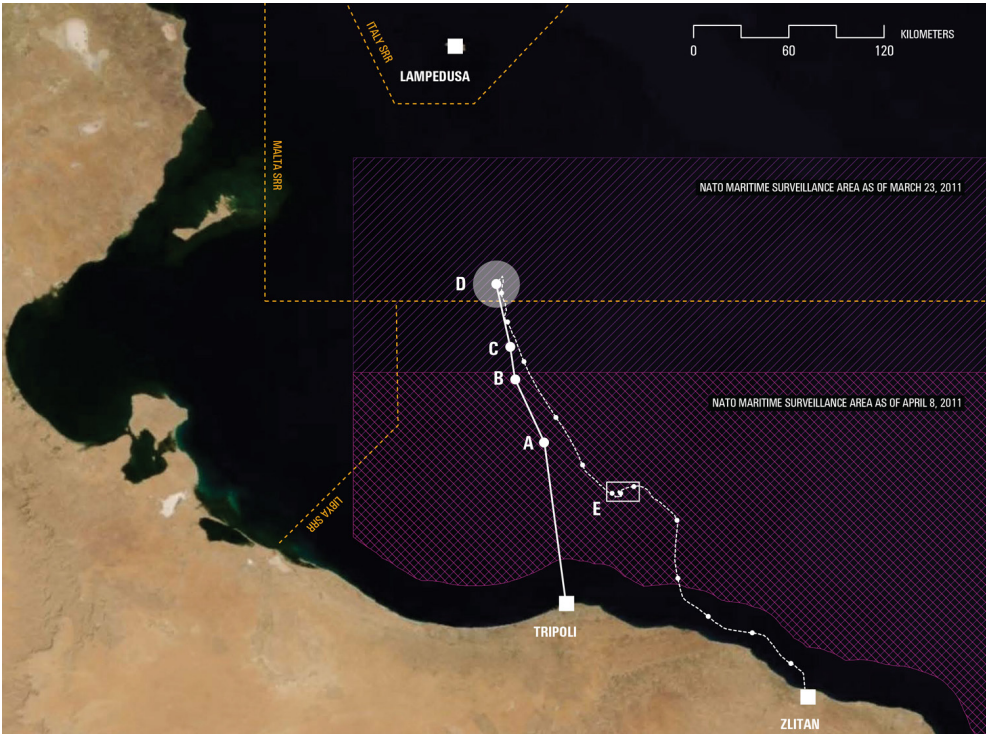 ITALY SRR
LAMPEDUSA
KILOMETERS
0 60 120
MALTA SRR
NATO MARITIME SURVEILLANCE AREA AS OF MARCH 23, 2011
D
C
B
NATO MARITIME SURVEILLANCE AREA AS OF APRIL 8, 2011
A
E
LIBYA SRR
TRIPOLI
ZLITAN